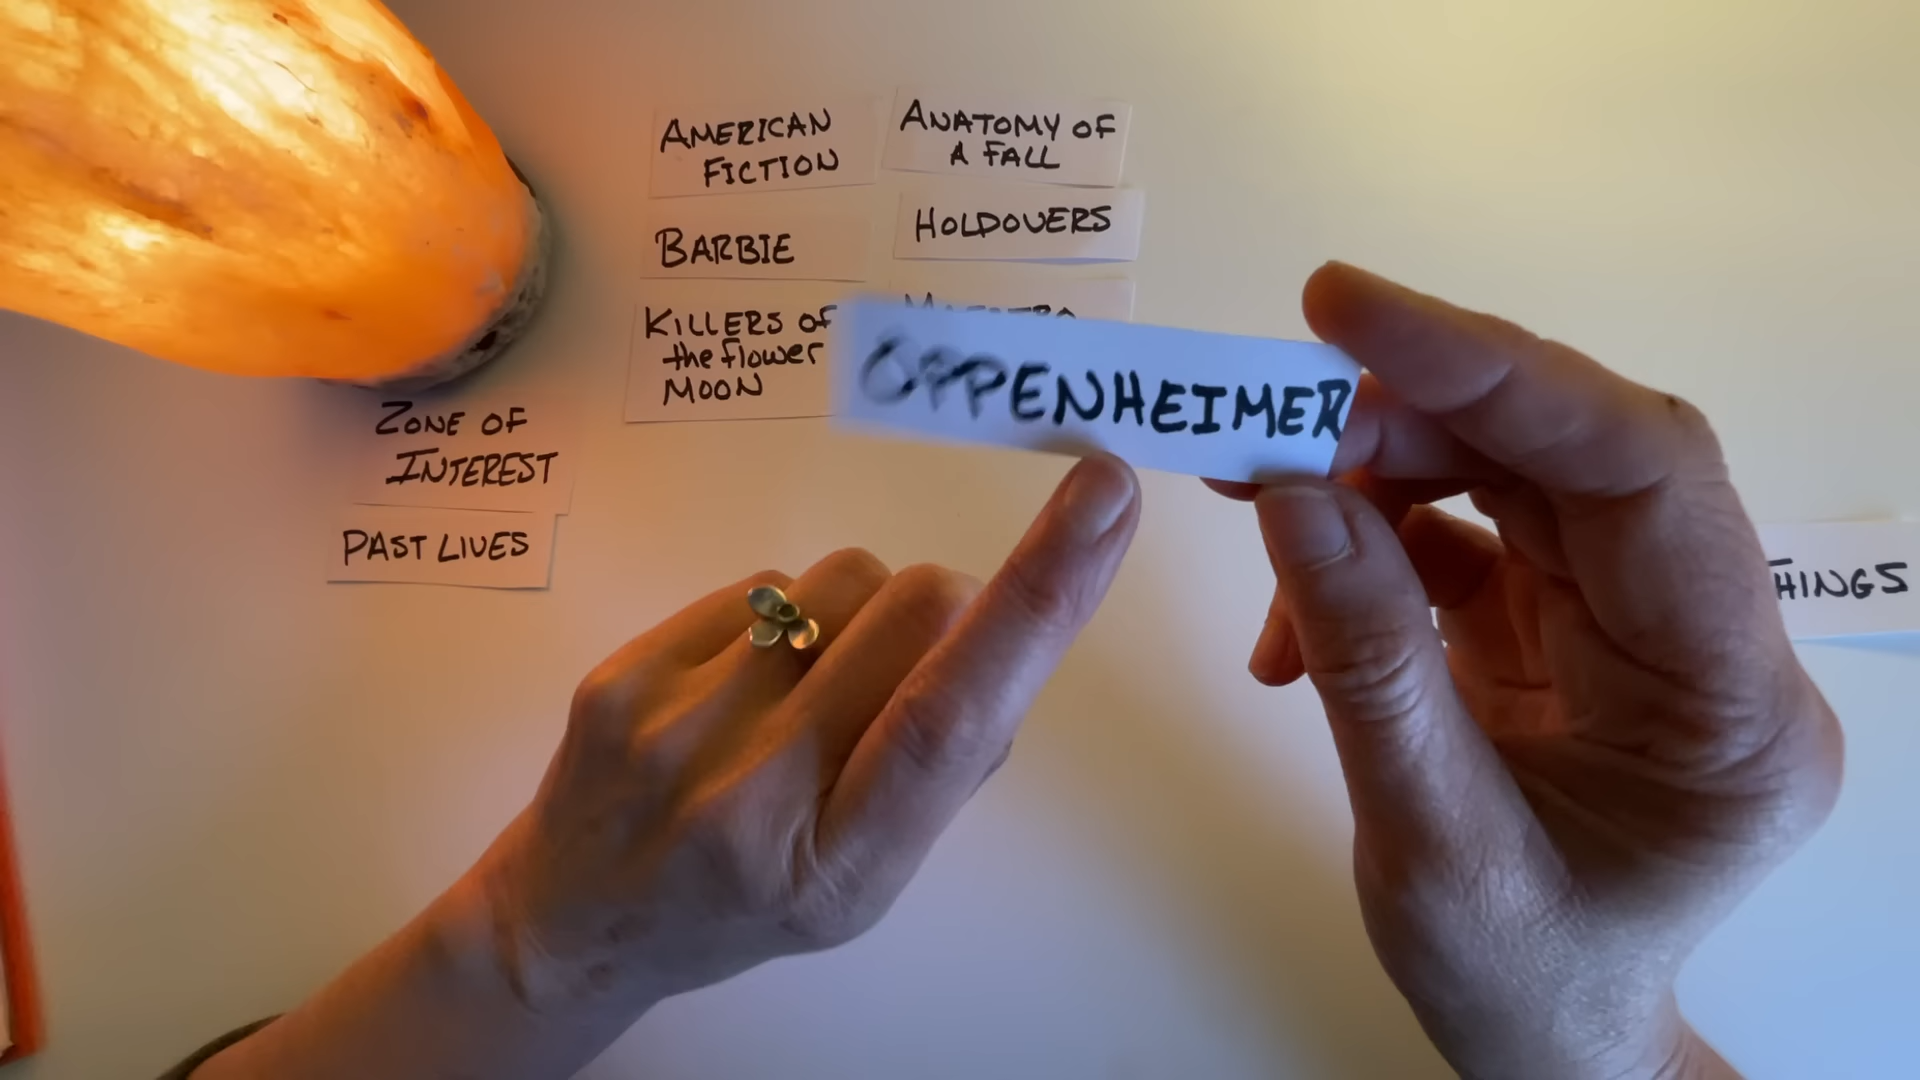 AMERICAN
FICTION
ANATOMY OF
A FALL
BARBIE
HOLDOVERS
KILLERS OF
the flower
MOON
OPPENHEIMER
ZONE OF
INTEREST
PAST LIVES